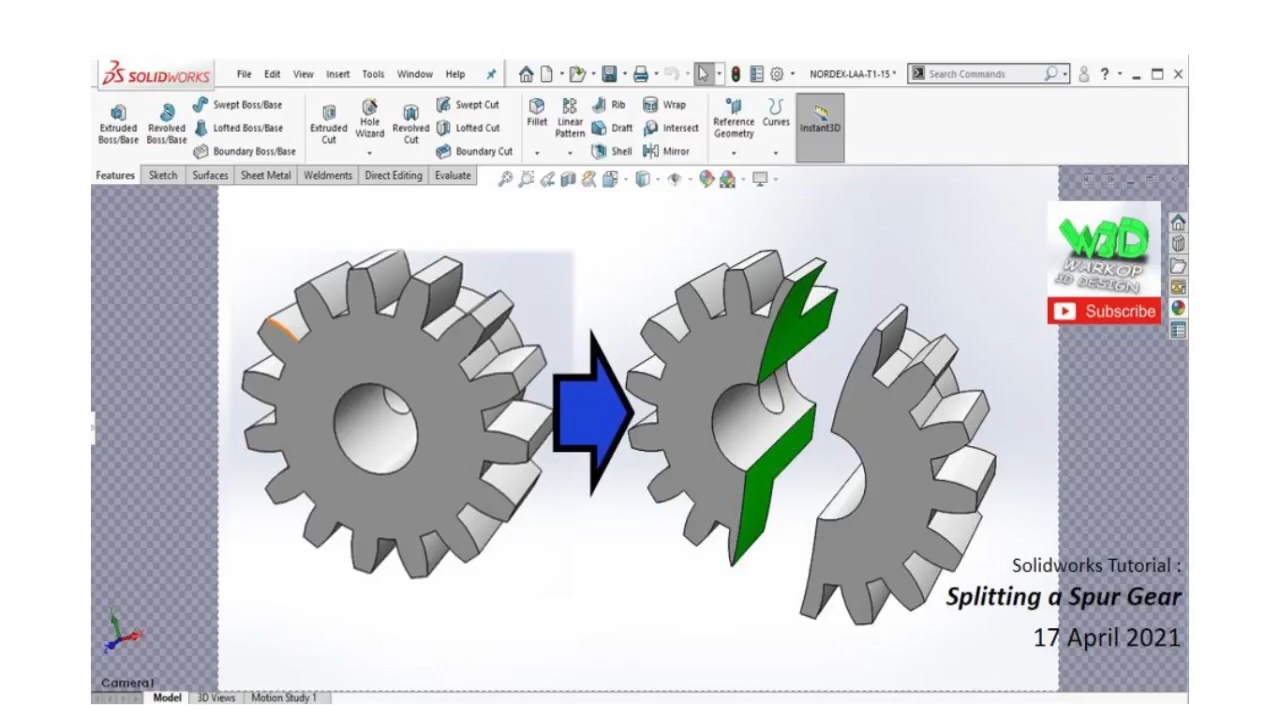 SOLIDWORKS File Edit View Insert Tools Window Help NORDEX-LAA-T1-15 * Search Commands ?
Extruded Boss/Base
Revolved Boss/Base
Swept Boss/Base
Lofted Boss/Base
Boundary Boss/Base
Extruded Cut
Hole Wizard
Revolved Cut
Swept Cut
Lofted Cut
Boundary Cut
Fillet
Linear Pattern
Rib
Draft
Shell
Wrap
Intersect
Mirror
Reference Geometry
Curves
Instant3D
Features Sketch Surfaces Sheet Metal Weldments Direct Editing Evaluate
W3D
WARKOP
3D DESIGN
Subscribe
Solidworks Tutorial :
Splitting a Spur Gear
17 April 2021
Camera1
Model 3D Views Motion Study 1